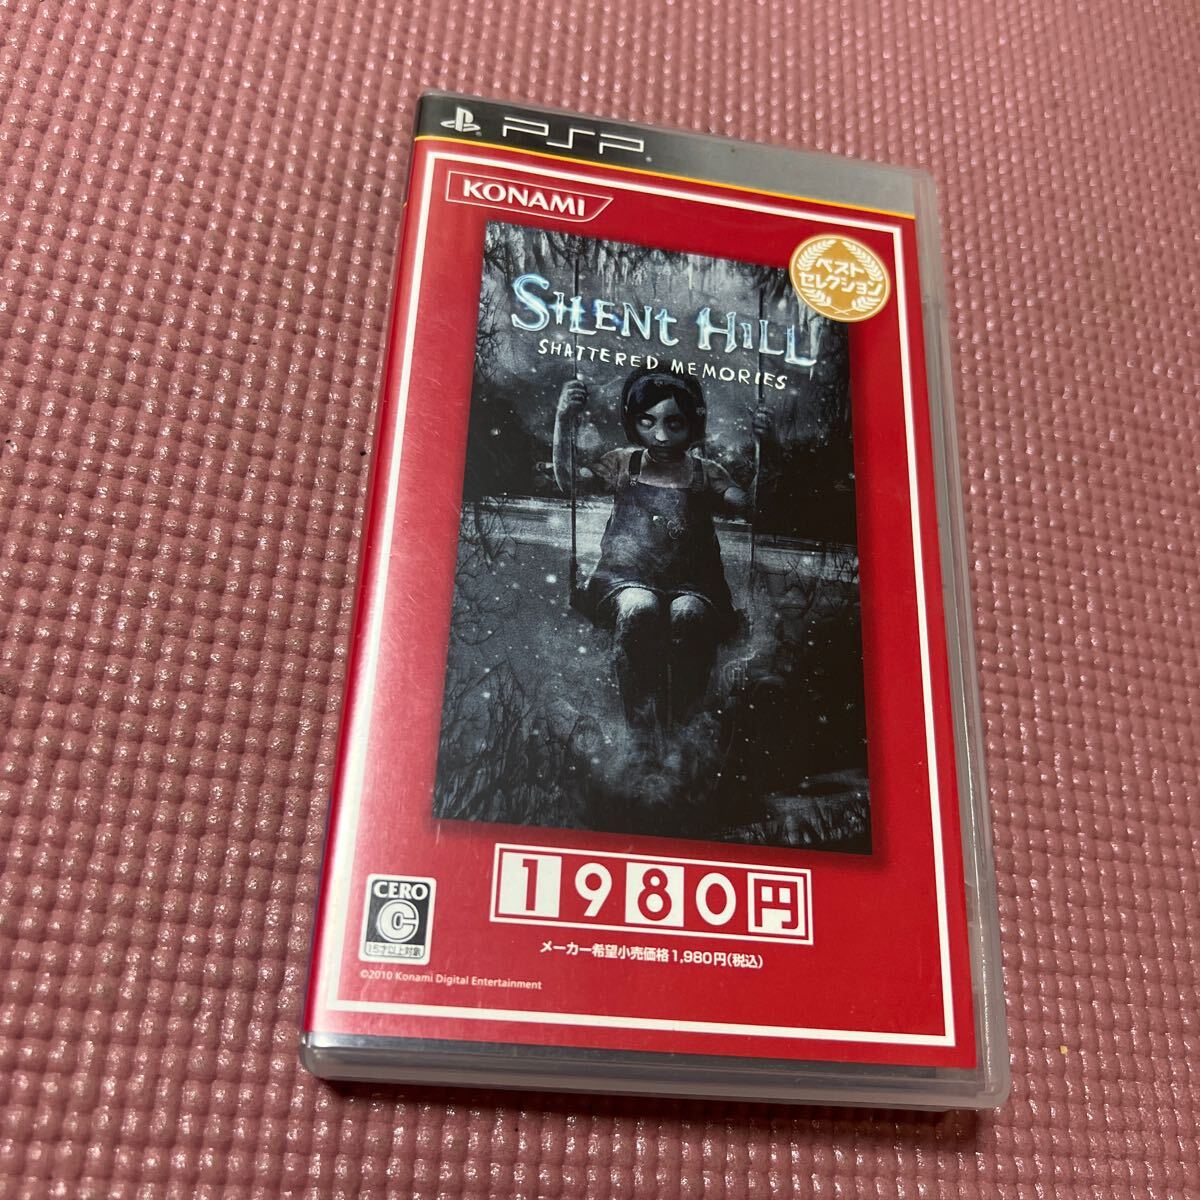 PSP
KONAMI
ベスト
セレクション
SILENT HILL
SHATTERED MEMORIES
1980円
メーカー希望小売価格1,980円(税込)
CERO
C
15才以上対象
©2010 Konami Digital Entertainment